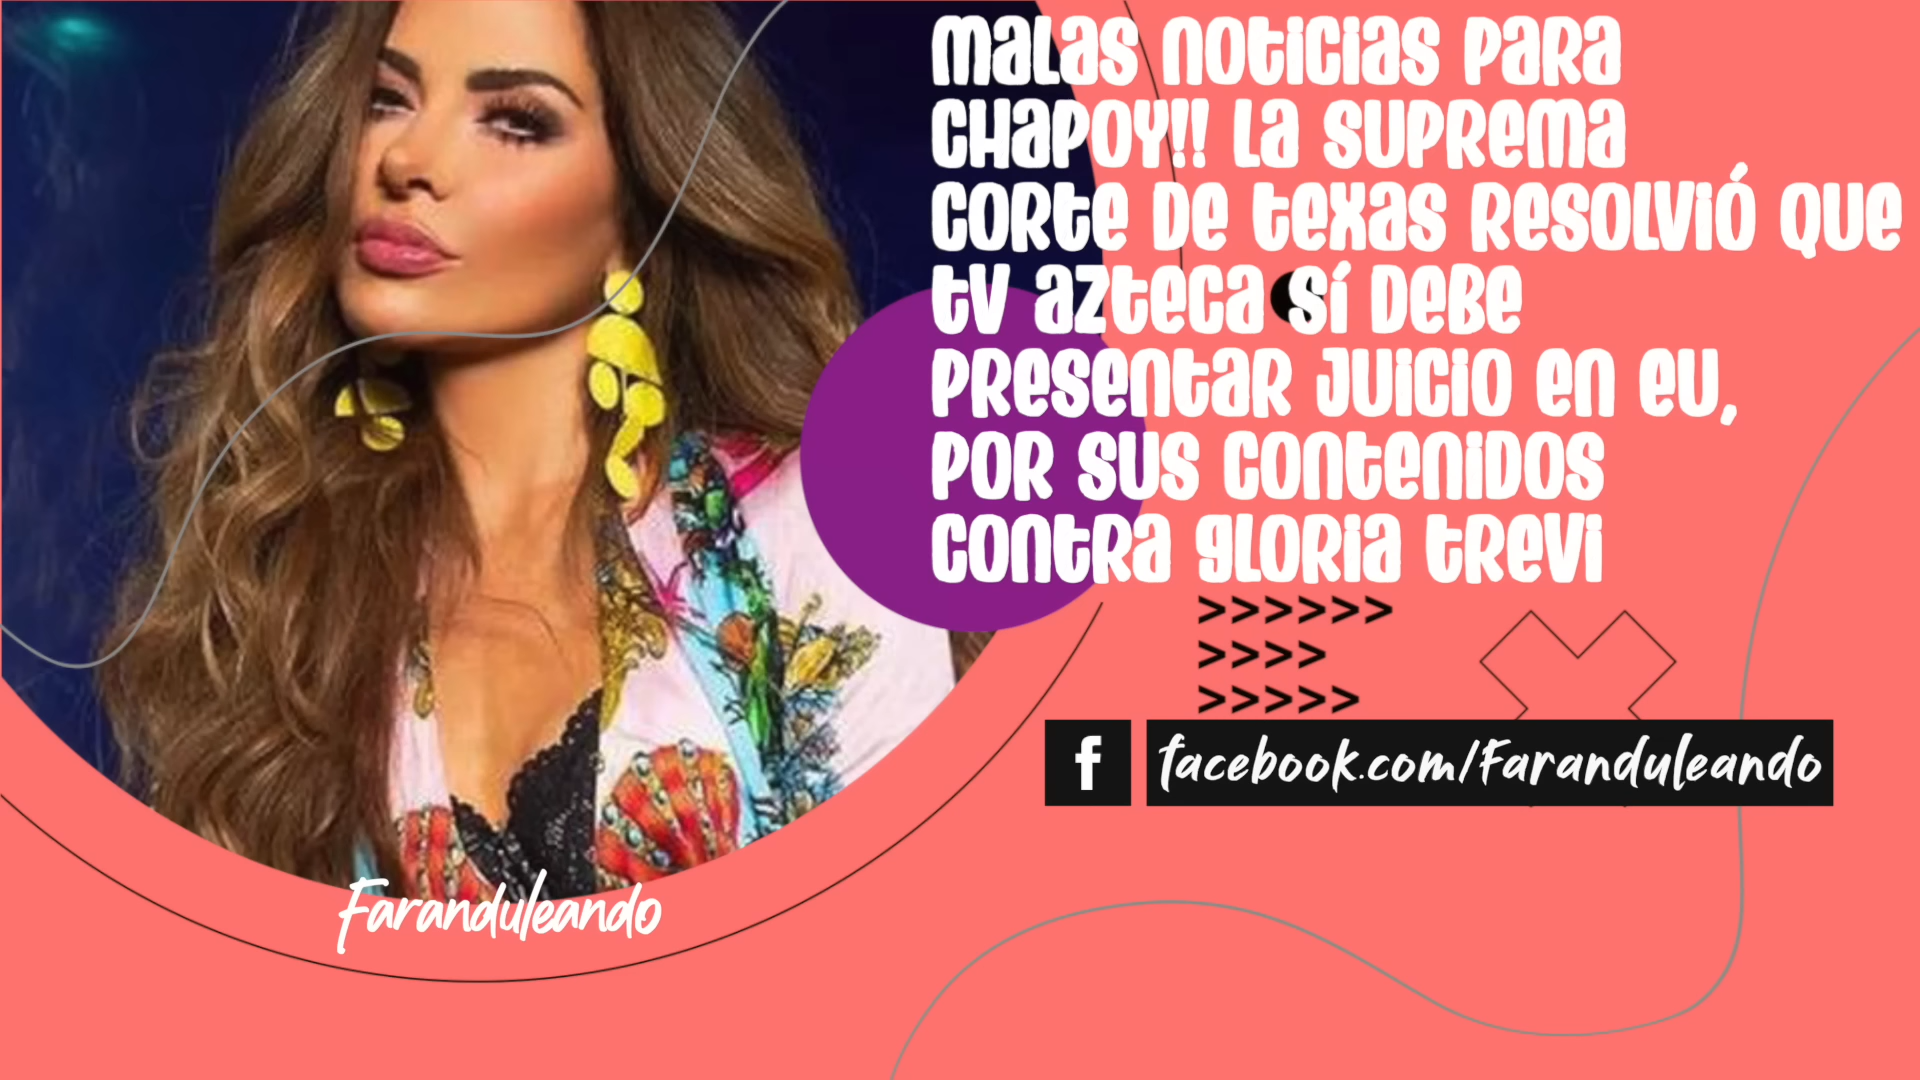 Malas noticias para
Chapoy!! La Suprema
Corte de Texas resolvió que
TV Azteca sí debe
presentar juicio en EU,
por sus contenidos
contra Gloria Trevi
>>>>>>
>>>>
>>>>>
f facebook.com/Faranduleando
Faranduleando